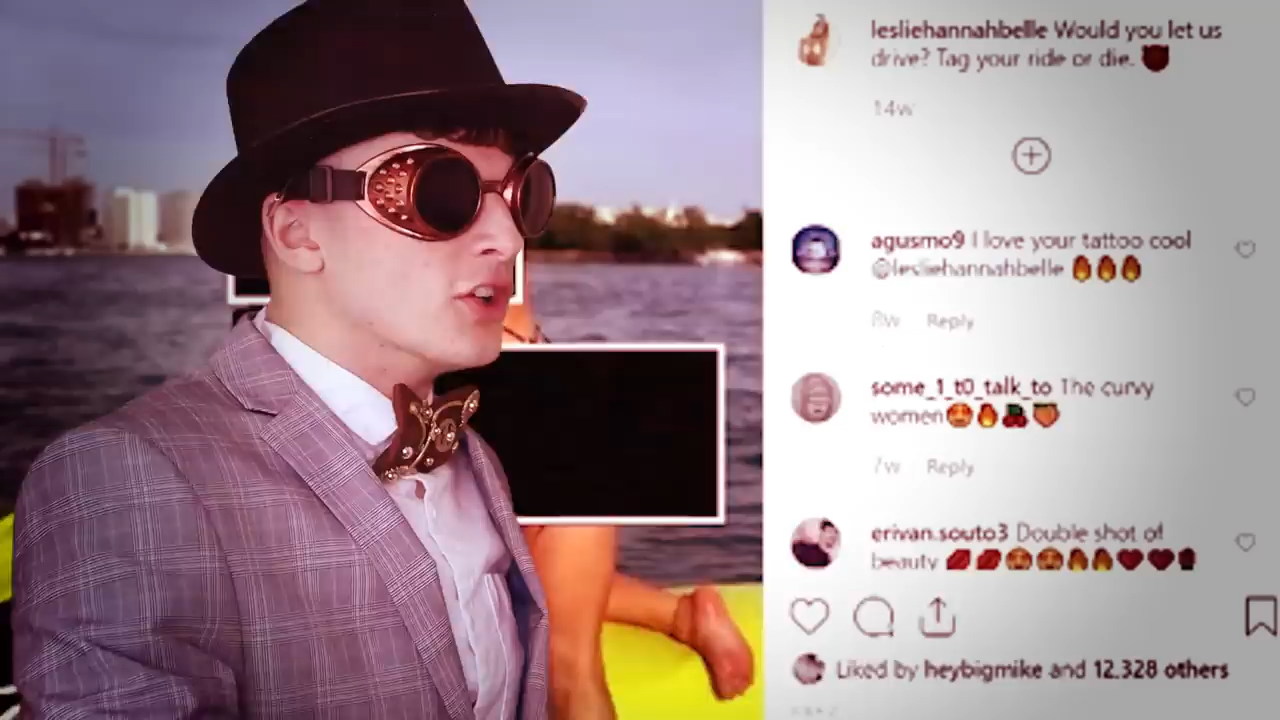 lesliehannahbelle Would you let us
drive? Tag your ride or die.
14w
agusmo9 I love your tattoo cool
@lesliehannahbelle
8w Reply
some_1_t0_talk_to The curvy
women
7w Reply
erivan.souto3 Double shot of
beauty
Liked by heybigmike and 12.328 others